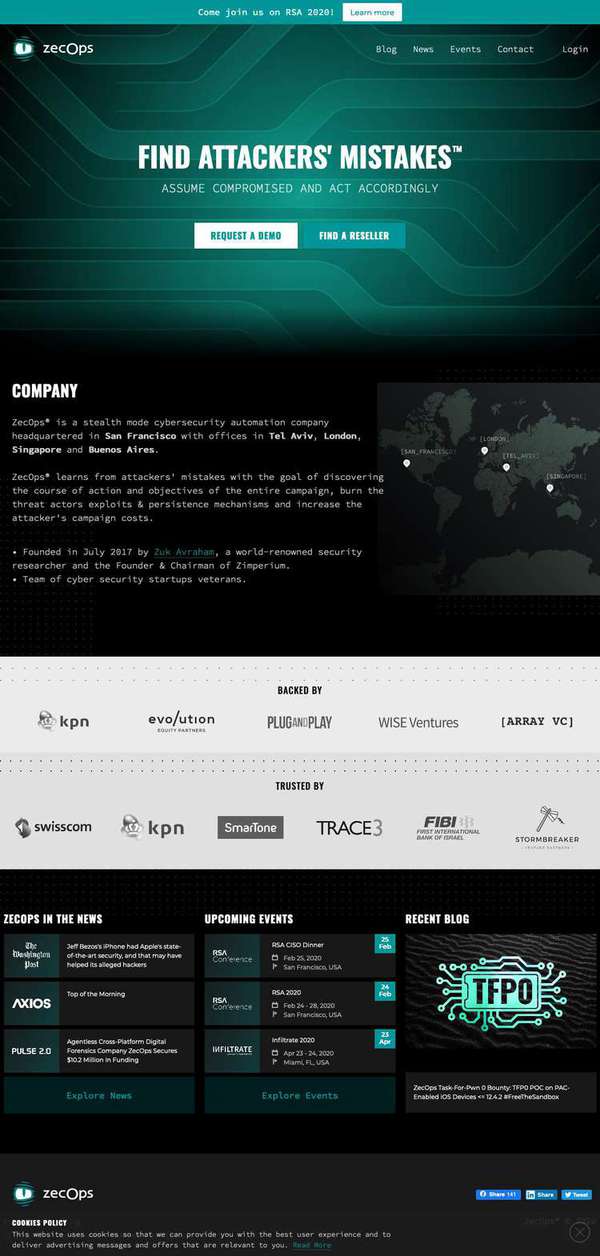 Come join us on RSA 2020!
Learn more
zecOps
Blog News Events Contact Login
FIND ATTACKERS' MISTAKES™
ASSUME COMPROMISED AND ACT ACCORDINGLY
REQUEST A DEMO
FIND A RESELLER
COMPANY
ZecOps® is a stealth mode cybersecurity automation company
headquartered in San Francisco with offices in Tel Aviv, London,
Singapore and Buenos Aires.
ZecOps® learns from attackers' mistakes with the goal of discovering
the course of action and objectives of the entire campaign, burn the
threat actors exploits & persistence mechanisms and increase the
attacker's campaign costs.
• Founded in July 2017 by Zuk Avraham, a world-renowned security
researcher and the Founder & Chairman of Zimperium.
• Team of cyber security startups veterans.
[LONDON]
[SAN_FRANCISCO]
[TEL_AVIV]
[SINGAPORE]
BACKED BY
kpn
evolution
EQUITY PARTNERS
PLUGANDPLAY
WISE Ventures
[ARRAY VC]
TRUSTED BY
swisscom
kpn
SmarTone
TRACE3
FIBI
FIRST INTERNATIONAL
BANK OF ISRAEL
STORMBREAKER
ZECOPS IN THE NEWS
The
Washington
Post
Jeff Bezos's iPhone had Apple's state-
of-the-art security, and that may have
helped its alleged hackers
AXIOS
Top of the Morning
PULSE 2.0
Agentless Cross-Platform Digital
Forensics Company ZecOps Secures
$10.2 Million In Funding
Explore News
UPCOMING EVENTS
RSA
Conference
RSA CISO Dinner
Feb 25, 2020
San Francisco, USA
25
Feb
RSA
Conference
RSA 2020
Feb 24 - 28, 2020
San Francisco, USA
24
Feb
INFILTRATE
Infiltrate 2020
Apr 23 - 24, 2020
Miami, FL, USA
23
Apr
Explore Events
RECENT BLOG
TFP0
ZecOps Task-For-Pwn 0 Bounty: TFP0 POC on PAC-
Enabled iOS Devices <= 12.4.2 #FreeTheSandbox
zecOps
Share 141
Share
Tweet
COOKIES POLICY
This website uses cookies so that we can provide you with the best user experience and to
deliver advertising messages and offers that are relevant to you. Read More